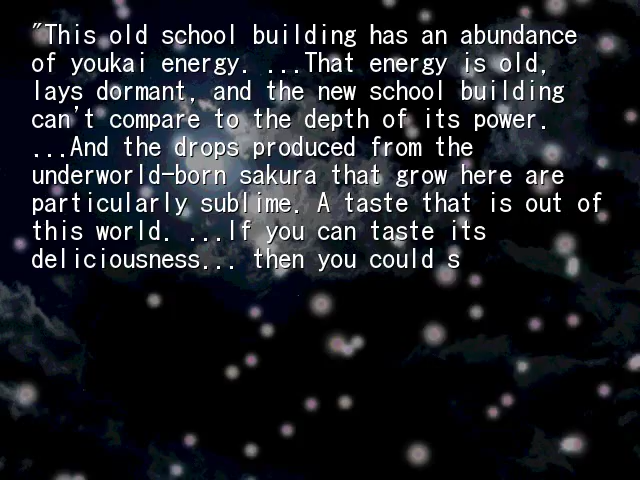 "This old school building has an abundance
of youkai energy. ...That energy is old,
lays dormant, and the new school building
can't compare to the depth of its power.
...And the drops produced from the
underworld-born sakura that grow here are
particularly sublime. A taste that is out of
this world. ...If you can taste its
deliciousness... then you could s